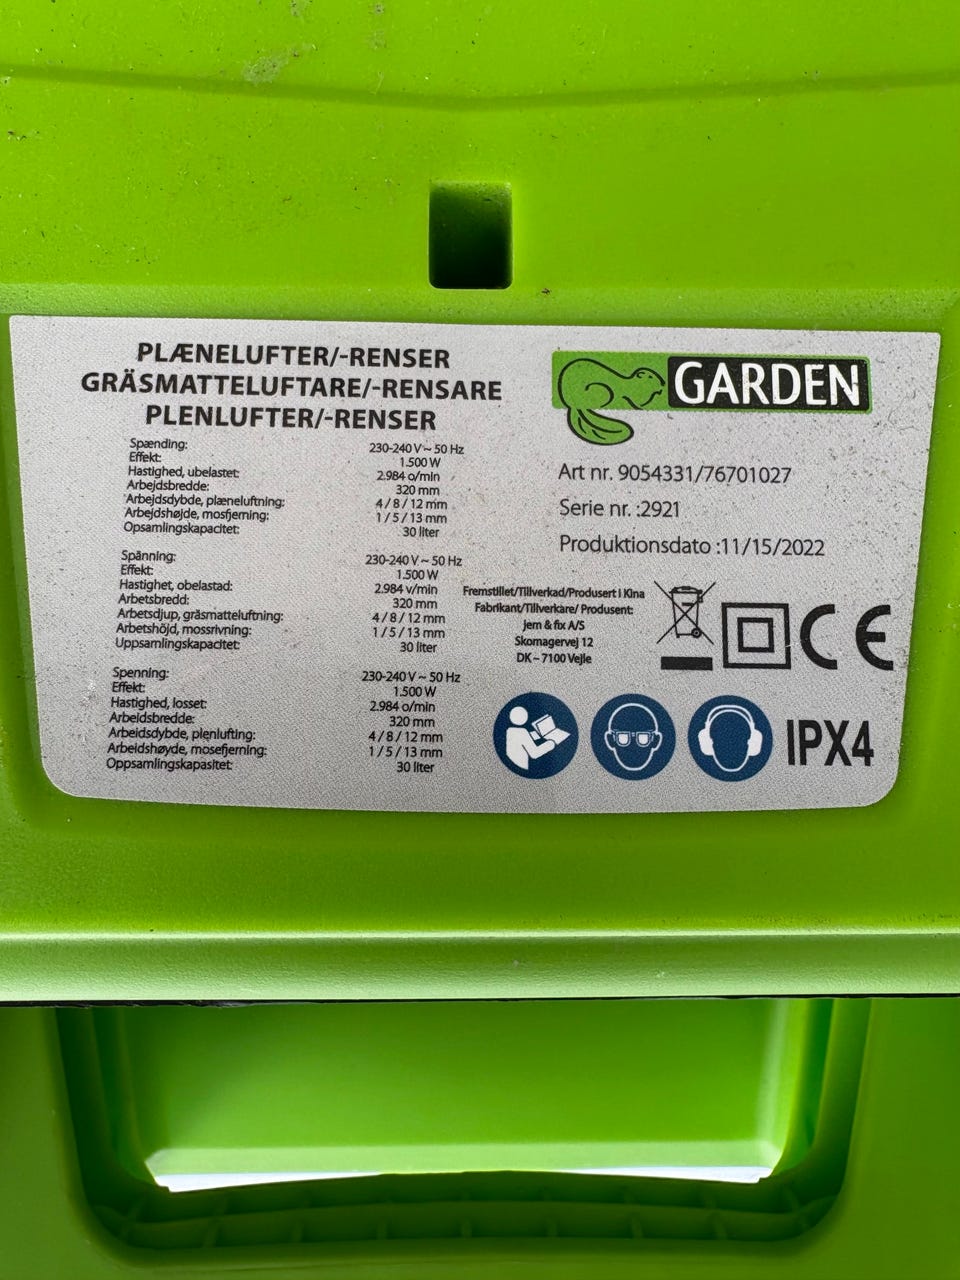 PLÆNELUFTER/-RENSER
GRÄSMATTELUFTARE/-RENSARE
PLENLUFTER/-RENSER
Spænding: 230-240 V ~ 50 Hz
Effekt: 1.500 W
Hastighed, ubelastet: 2.984 o/min
Arbejdsbredde: 320 mm
Arbejdsdybde, plæneluftning: 4 / 8 / 12 mm
Arbejdshøjde, mosfjerning: 1 / 5 / 13 mm
Opsamlingskapacitet: 30 liter
Spänning: 230-240 V ~ 50 Hz
Effekt: 1.500 W
Hastighet, obelastad: 2.984 v/min
Arbetsbredd: 320 mm
Arbetsdjup, gräsmatteluftning: 4 / 8 / 12 mm
Arbetshöjd, mossrivning: 1 / 5 / 13 mm
Uppsamlingskapacitet: 30 liter
Spenning: 230-240 V ~ 50 Hz
Effekt: 1.500 W
Hastighed, losset: 2.984 o/min
Arbeidsbredde: 320 mm
Arbeidsdybde, plenlufting: 4 / 8 / 12 mm
Arbeidshøyde, mosefjerning: 1 / 5 / 13 mm
Oppsamlingskapasitet: 30 liter
GARDEN
Art nr. 9054331/76701027
Serie nr. :2921
Produktionsdato :11/15/2022
Fremstillet/Tillverkad/Produsert i Kina
Fabrikant/Tillverkare/ Produsent:
jem & fix A/S
Skomagervej 12
DK – 7100 Vejle
CE
IPX4